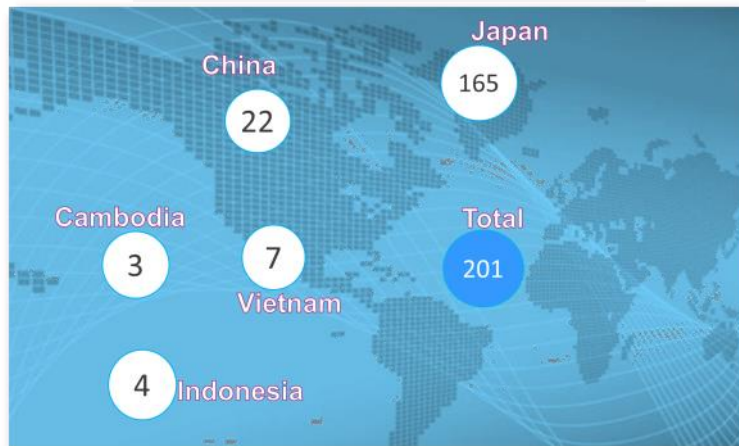 Japan
165
China
22
Cambodia
3
7
Vietnam
Total
201
4
Indonesia